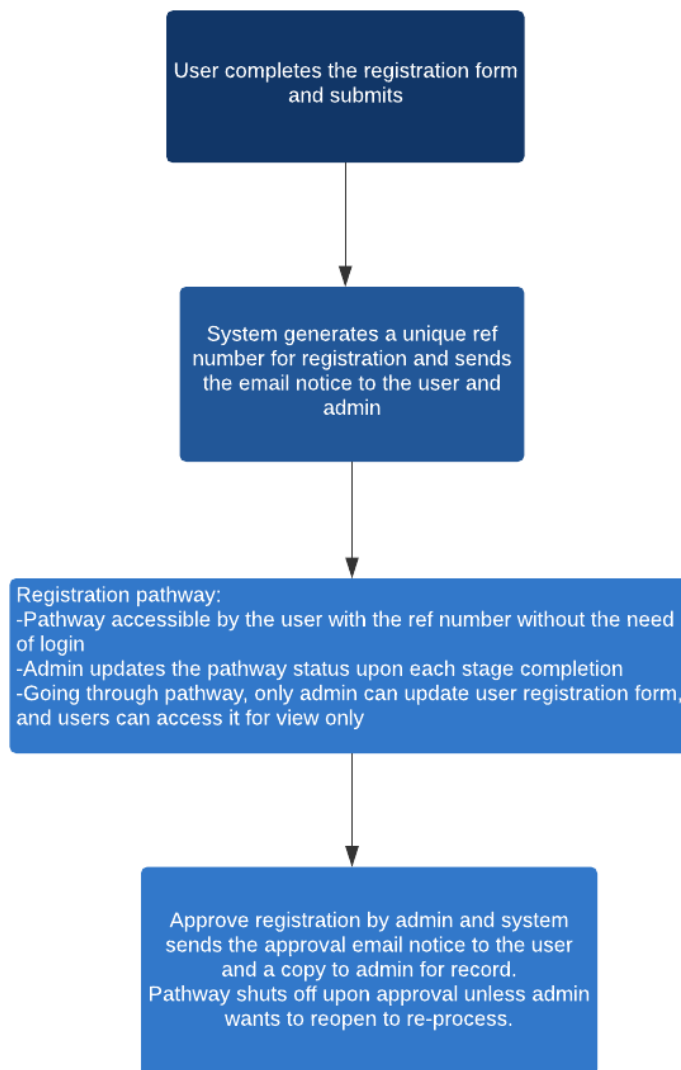 User completes the registration form
and submits
System generates a unique ref
number for registration and sends
the email notice to the user and
admin
Registration pathway:
-Pathway accessible by the user with the ref number without the need
of login
-Admin updates the pathway status upon each stage completion
-Going through pathway, only admin can update user registration form,
and users can access it for view only
Approve registration by admin and system
sends the approval email notice to the user
and a copy to admin for record.
Pathway shuts off upon approval unless admin
wants to reopen to re-process.